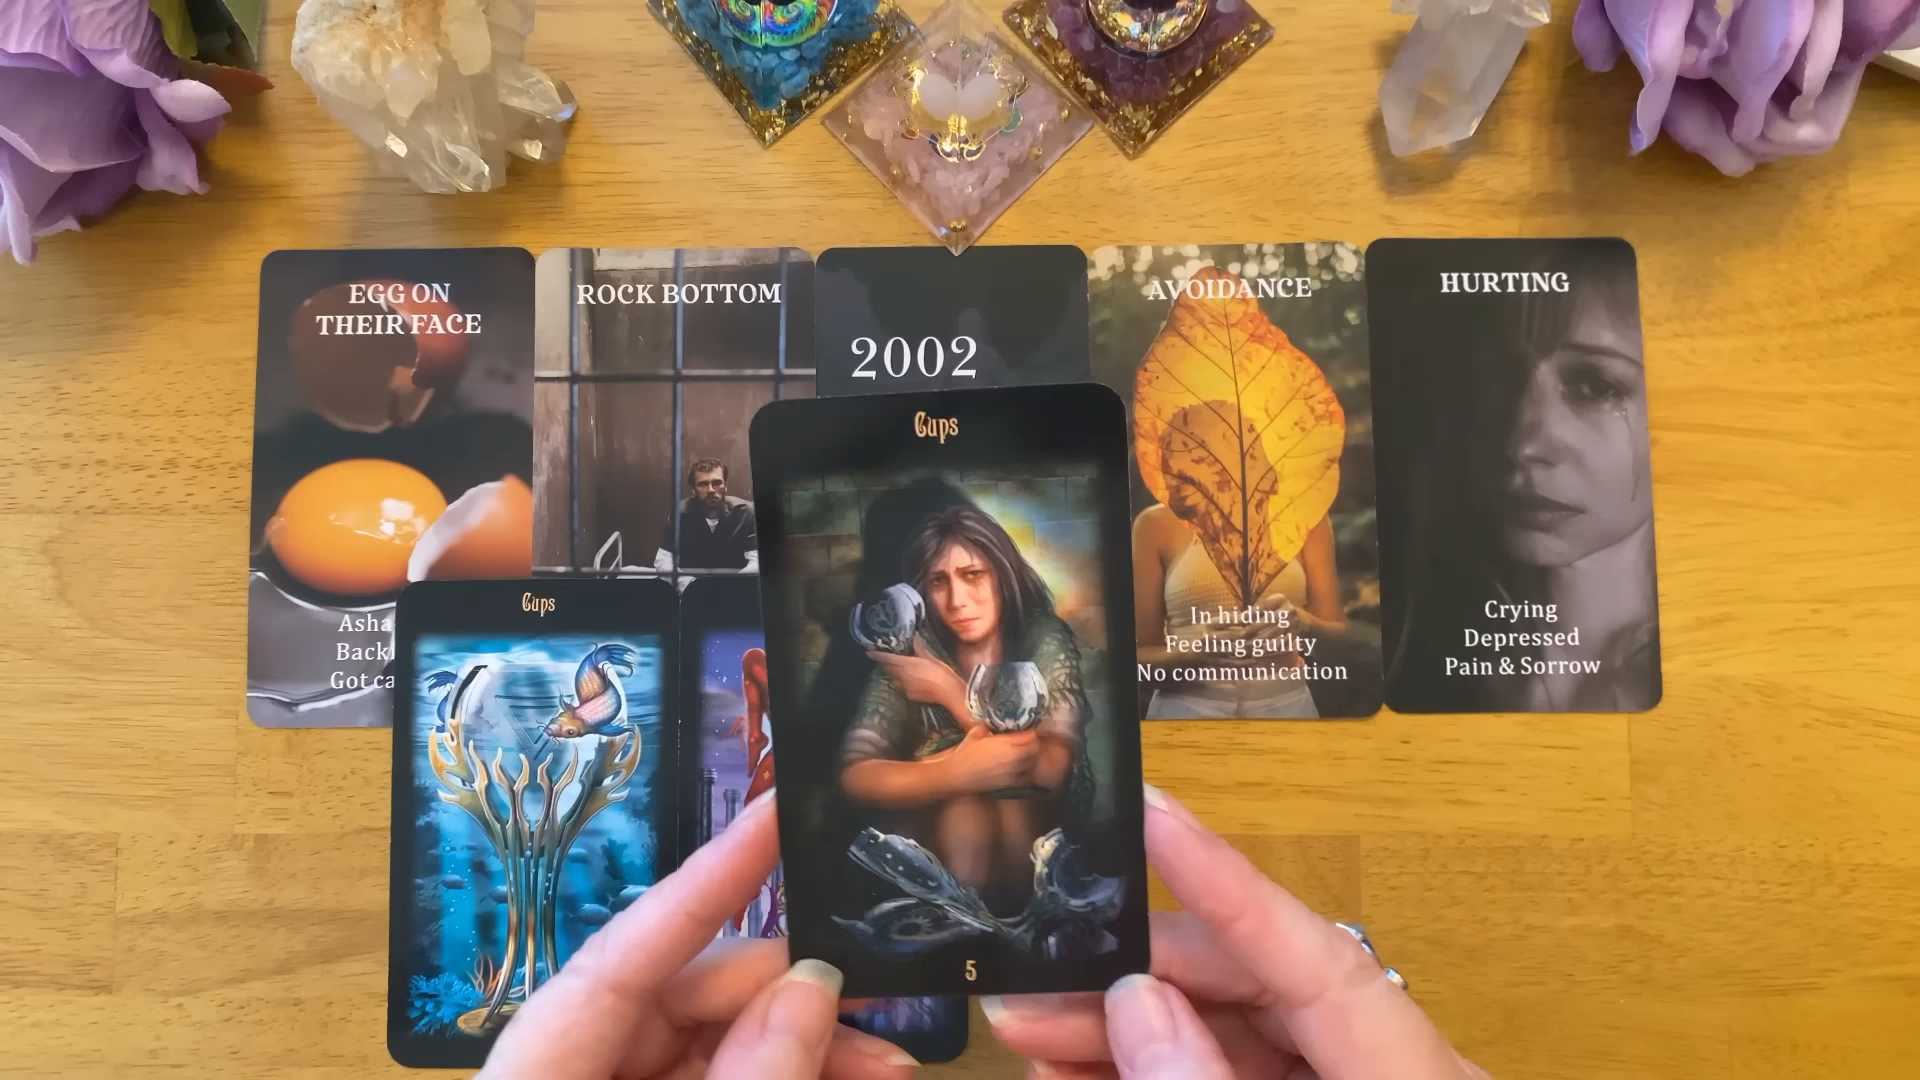 EGG ON
THEIR FACE
ROCK BOTTOM
2002
AVOIDANCE
HURTING
In hiding
Feeling guilty
No communication
Crying
Depressed
Pain & Sorrow
Got
Cups
Cups
5